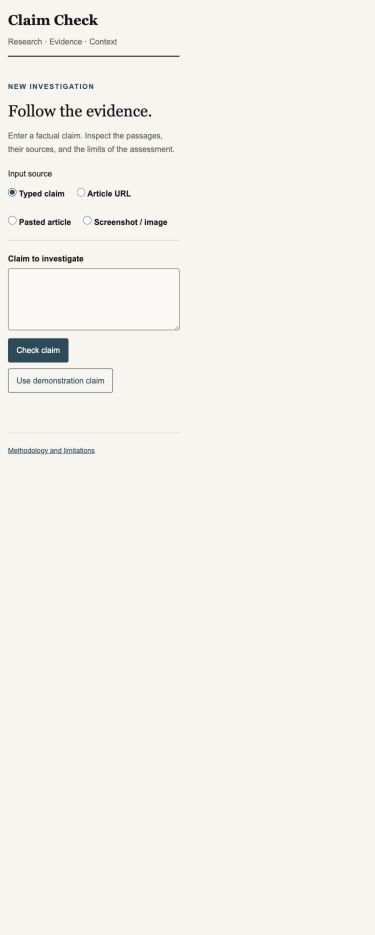 Claim Check
Research · Evidence · Context
NEW INVESTIGATION
Follow the evidence.
Enter a factual claim. Inspect the passages,
their sources, and the limits of the assessment.
Input source
Typed claim
Article URL
Pasted article
Screenshot / image
Claim to investigate
Check claim
Use demonstration claim
Methodology and limitations